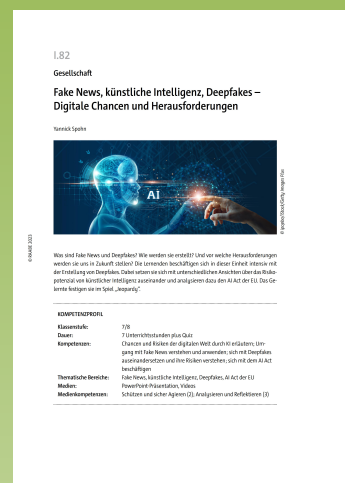 I.82
Gesellschaft
Fake News, künstliche Intelligenz, Deepfakes –
Digitale Chancen und Herausforderungen
Yannick Spohn
AI
© ipopba/iStock/Getty Images Plus
© RAABE 2023
Was sind Fake News und Deepfakes? Wie werden sie erstellt? Und vor welche Herausforderungen
werden sie uns in Zukunft stellen? Die Lernenden beschäftigen sich in dieser Einheit intensiv mit
der Erstellung von Deepfakes. Dabei setzen sie sich mit unterschiedlichen Ansichten über das Risiko-
potenzial von künstlicher Intelligenz auseinander und analysieren dazu den AI Act der EU. Das Ge-
lernte festigen sie im Spiel „Jeopardy“.
KOMPETENZPROFIL
Klassenstufe: 7/8
Dauer: 7 Unterrichtsstunden plus Quiz
Kompetenzen: Chancen und Risiken der digitalen Welt durch KI erläutern; Um-
gang mit Fake News verstehen und anwenden; sich mit Deepfakes
auseinandersetzen und ihre Risiken verstehen; sich mit dem AI Act
beschäftigen
Thematische Bereiche: Fake News, künstliche Intelligenz, Deepfakes, AI Act der EU
Medien: PowerPoint-Präsentation, Videos
Medienkompetenzen: Schützen und sicher Agieren (2), Analysieren und Reflektieren (3)